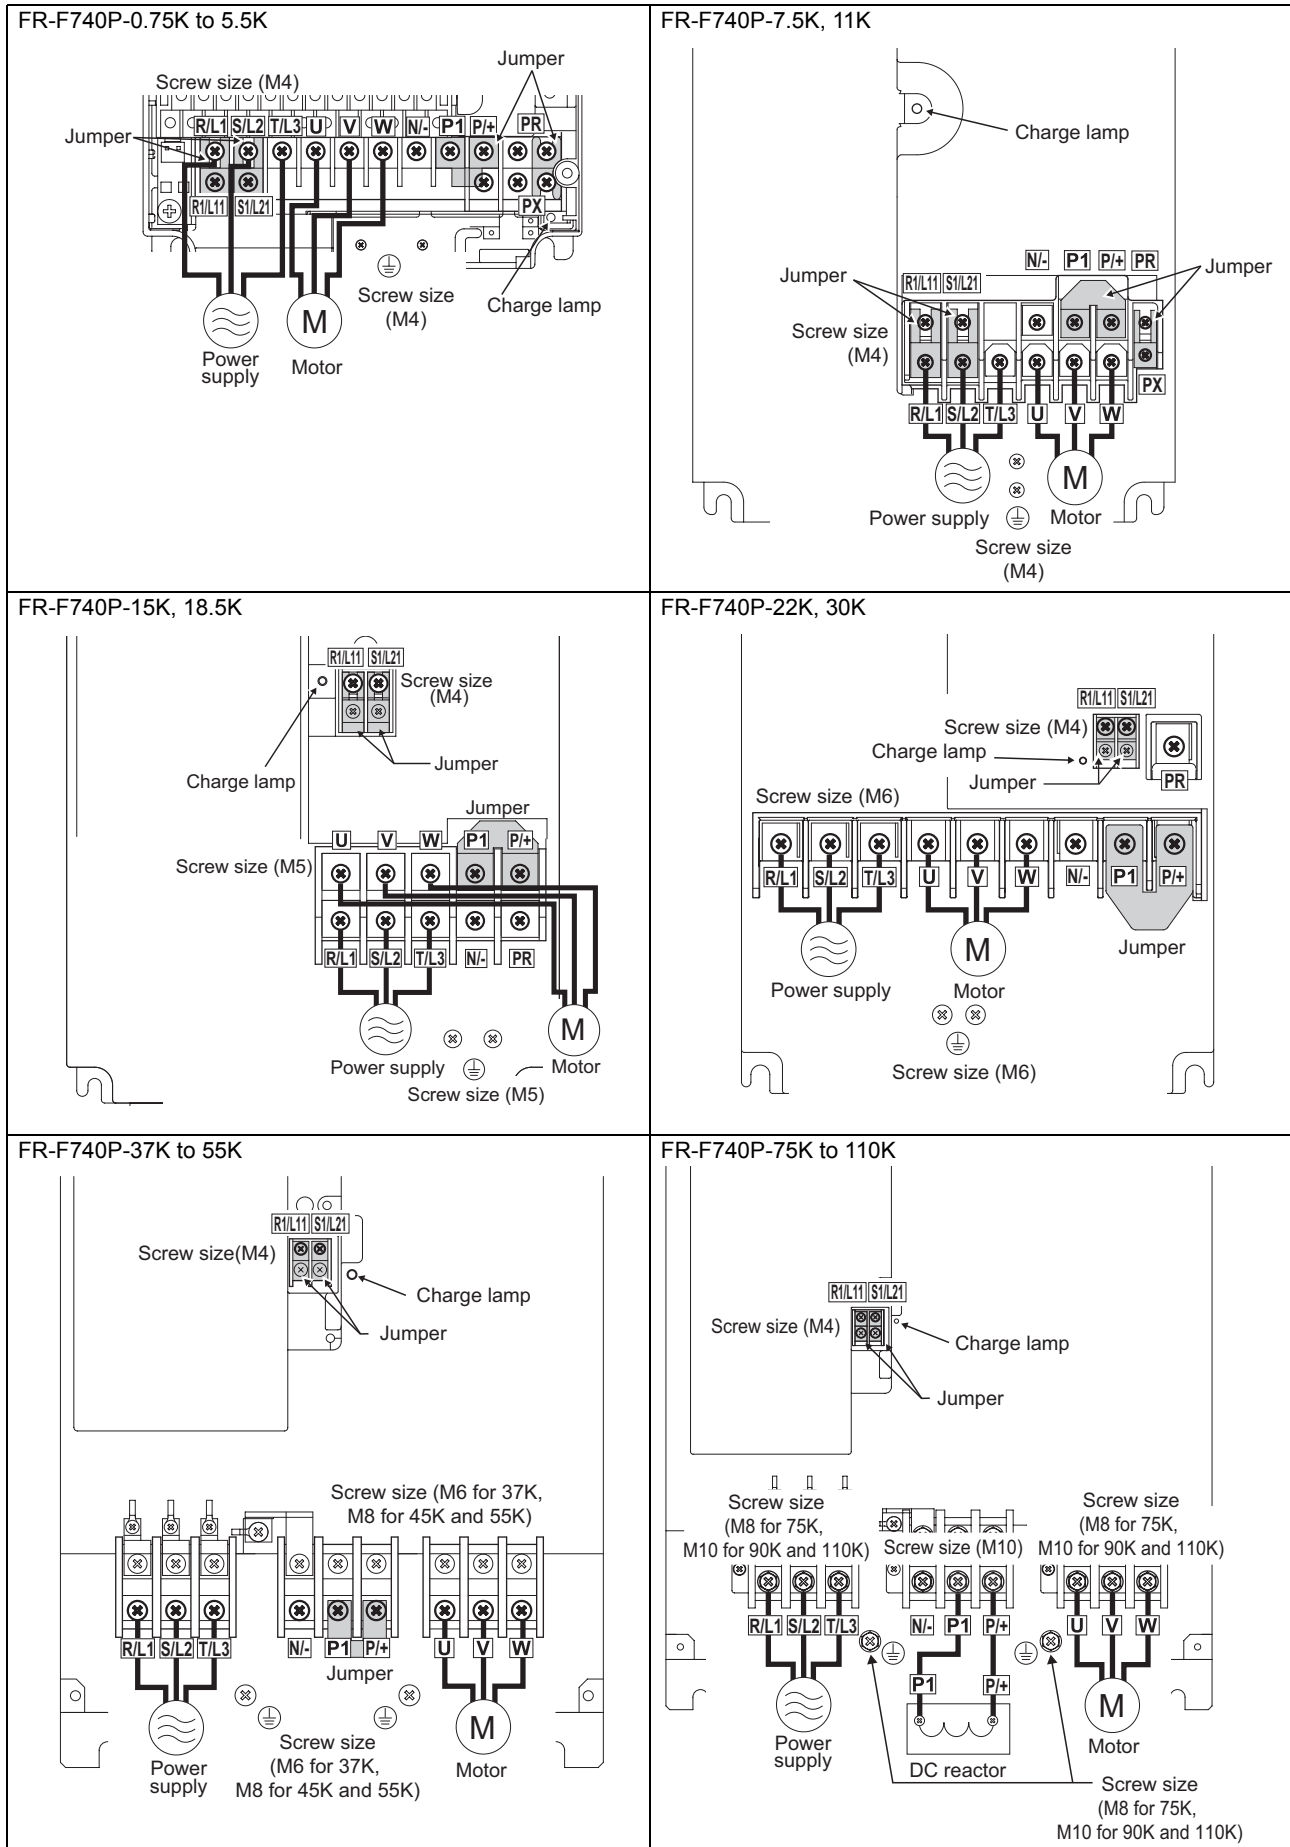 FR-F740P-0.75K to 5.5K
Jumper
Screw size (M4)
R/L1 S/L2 T/L3 U V W N/- P1 P/+ PR
Jumper
R1/L11 S1/L21
PX
Screw size
(M4)
Charge lamp
M
Power
supply
Motor
FR-F740P-7.5K, 11K
Charge lamp
N/- P1 P/+ PR
Jumper
R1/L11 S1/L21
Jumper
Screw size
(M4)
PX
R/L1 S/L2 T/L3 U V W
M
Power supply
Motor
Screw size
(M4)
FR-F740P-15K, 18.5K
R1/L11 S1/L21
Screw size
(M4)
Jumper
Charge lamp
Jumper
U V W P1 P/+
Screw size (M5)
R/L1 S/L2 T/L3 N/- PR
M
Power supply
Motor
Screw size (M5)
FR-F740P-22K, 30K
R1/L11 S1/L21
Screw size (M4)
Charge lamp
Jumper
PR
Screw size (M6)
R/L1 S/L2 T/L3 U V W N/- P1 P/+
M
Jumper
Power supply
Motor
Screw size (M6)
FR-F740P-37K to 55K
R1/L11 S1/L21
Screw size(M4)
Charge lamp
Jumper
Screw size (M6 for 37K,
M8 for 45K and 55K)
R/L1 S/L2 T/L3 N/- P1 P/+ U V W
Jumper
M
Power
supply
Screw size
(M6 for 37K,
M8 for 45K and 55K)
Motor
FR-F740P-75K to 110K
R1/L11 S1/L21
Screw size (M4)
Charge lamp
Jumper
Screw size
(M8 for 75K,
M10 for 90K and 110K)
Screw size (M10)
Screw size
(M8 for 75K,
M10 for 90K and 110K)
R/L1 S/L2 T/L3 N/- P1 P/+ U V W
P1 P/+
M
Power
supply
DC reactor
Motor
Screw size
(M8 for 75K,
M10 for 90K and 110K)